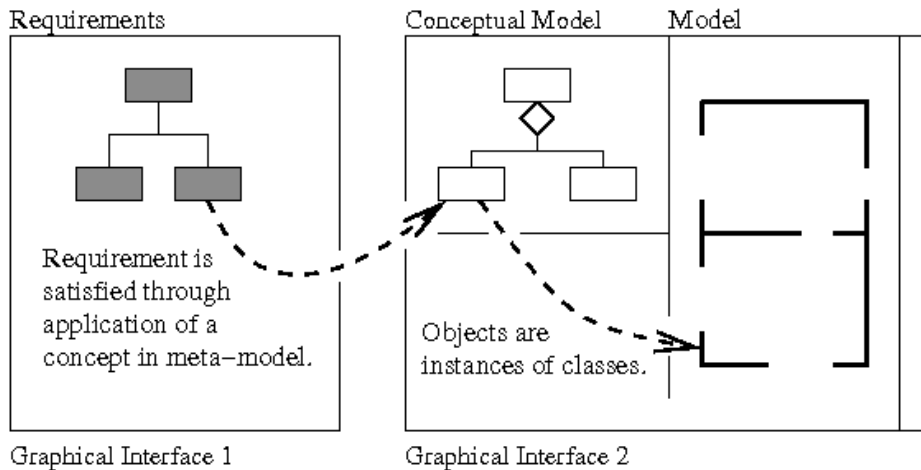 Requirements
Conceptual Model
Model
Requirement is
satisfied through
application of a
concept in meta-model.
Objects are
instances of classes.
Graphical Interface 1
Graphical Interface 2